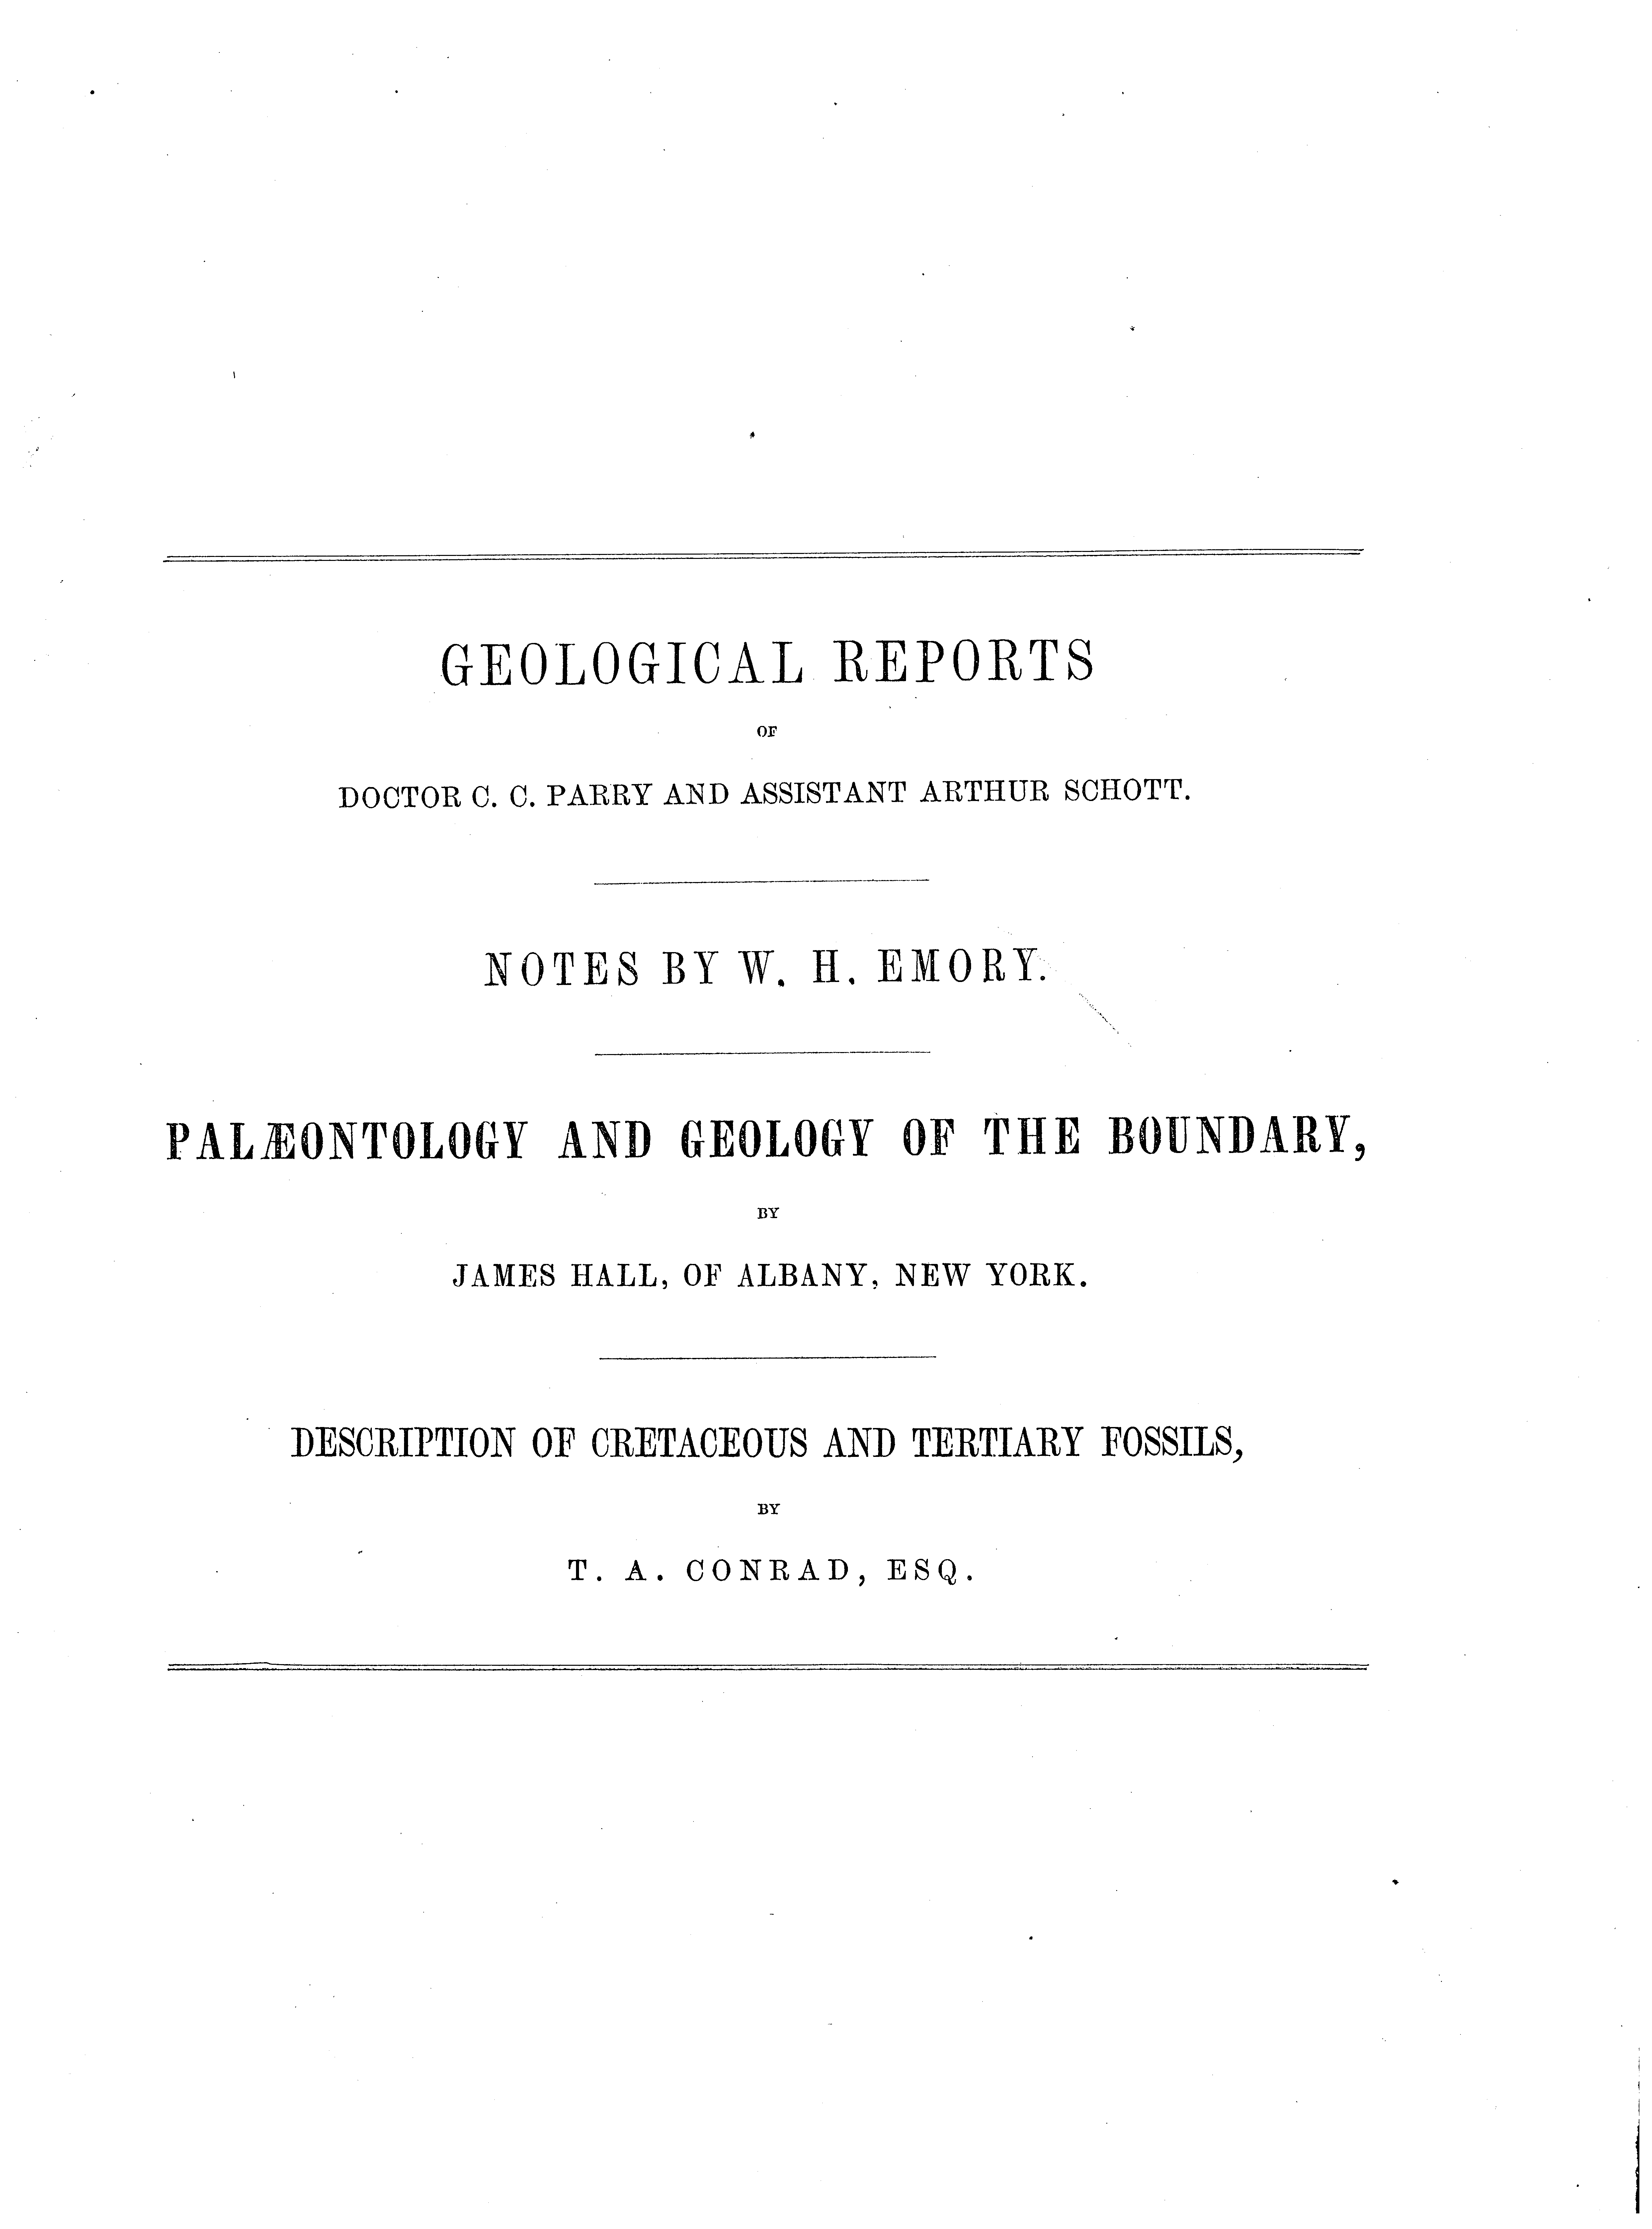 GEOLOGICAL REPORTS
OF
DOCTOR C. C. PARRY AND ASSISTANT ARTHUR SCHOTT.
NOTES BY W. H. EMORY.
PALÆONTOLOGY AND GEOLOGY OF THE BOUNDARY,
BY
JAMES HALL, OF ALBANY, NEW YORK.
DESCRIPTION OF CRETACEOUS AND TERTIARY FOSSILS,
BY
T. A. CONRAD, ESQ.